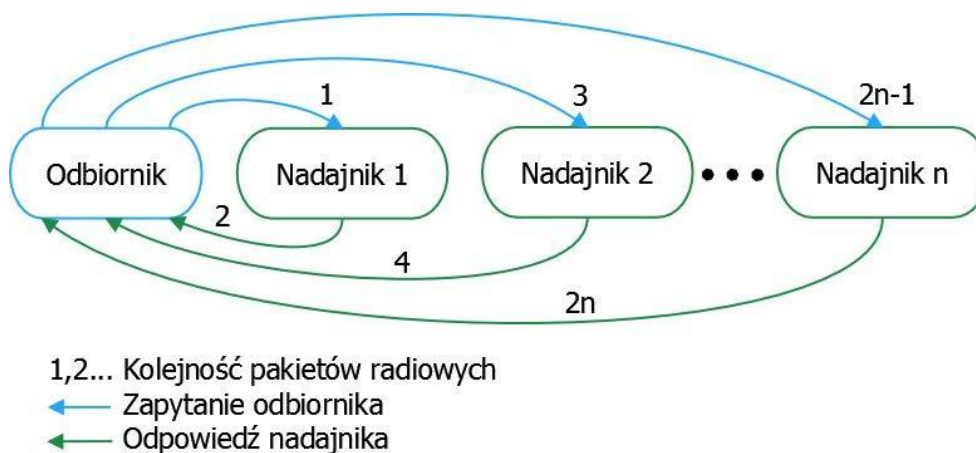 1
3
2n-1
Odbiornik
Nadajnik 1
Nadajnik 2
Nadajnik n
2
4
2n
1,2... Kolejność pakietów radiowych
Zapytanie odbiornika
Odpowiedź nadajnika